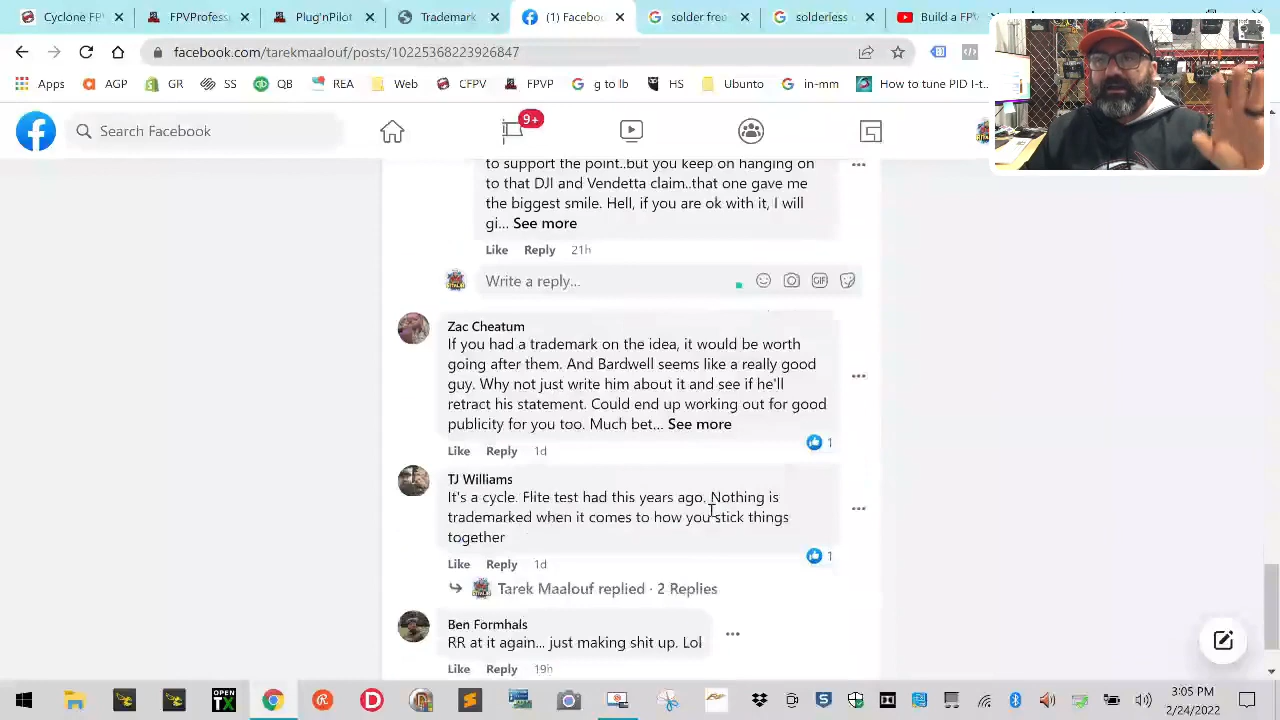 Cyclone FP
FPVPeress
PluginPilot
Trademark
(1) Facebo
solder free
solderless
Build a FPV
facebook.com/tarekmaalouf/posts/
Apps AGP GR SS QB REA FPVP g to lb HS Ubuntu in-mm How to tune PID I-t...
Search Facebook
9+
to support the point..but you keep on hanging on
to that DJI and Vendetta claim..that one gave me
the biggest smile. Hell, if you are ok with it, I will
gi... See more
Like Reply 21h
Write a reply...
GIF
Zac Cheatum
If you had a trademark on the idea, it would be worth
going after them. And Bardwell seems like a really good
guy. Why not just write him about it and see if he'll
retract his statement. Could end up working out for good
publicity for you too. Much bet... See more
1
Like Reply 1d
TJ Williams
It's a cycle. Flite test had this years ago. Nothing is
trademarked when it comes to how you stick things
together
1
Like Reply 1d
Tarek Maalouf replied · 2 Replies
Ben Formhals
RR at it again... just making shit up. Lol
Like Reply 19h
OPEN
TX
3:05 PM
2/24/2022